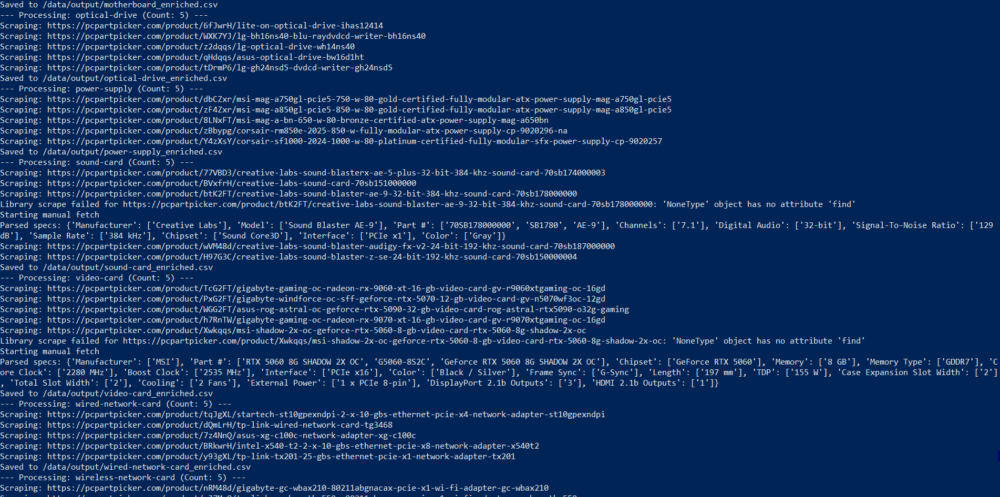 Saved to /data/output/motherboard_enriched.csv
--- Processing: optical-drive (Count: 5) ---
Scraping: https://pcpartpicker.com/product/6fJwrH/lite-on-optical-drive-ihas12414
Scraping: https://pcpartpicker.com/product/WXK7YJ/lg-bh16ns40-blu-raydvdcd-writer-bh16ns40
Scraping: https://pcpartpicker.com/product/z2dqqs/lg-optical-drive-wh14ns40
Scraping: https://pcpartpicker.com/product/qHdqqs/asus-optical-drive-bw16d1ht
Scraping: https://pcpartpicker.com/product/tDrmP6/lg-gh24nsd5-dvdcd-writer-gh24nsd5
Saved to /data/output/optical-drive_enriched.csv
--- Processing: power-supply (Count: 5) ---
Scraping: https://pcpartpicker.com/product/dbCZxr/msi-mag-a750gl-pcie5-750-w-80-gold-certified-fully-modular-atx-power-supply-mag-a750gl-pcie5
Scraping: https://pcpartpicker.com/product/zF4Zxr/msi-mag-a850gl-pcie5-850-w-80-gold-certified-fully-modular-atx-power-supply-mag-a850gl-pcie5
Scraping: https://pcpartpicker.com/product/8LNxFT/msi-mag-a-bn-650-w-80-bronze-certified-atx-power-supply-mag-a650bn
Scraping: https://pcpartpicker.com/product/zBbypg/corsair-rm850e-2025-850-w-fully-modular-atx-power-supply-cp-9020296-na
Scraping: https://pcpartpicker.com/product/Y4zXsY/corsair-sf1000-2024-1000-w-80-platinum-certified-fully-modular-sfx-power-supply-cp-9020257
Saved to /data/output/power-supply_enriched.csv
--- Processing: sound-card (Count: 5) ---
Scraping: https://pcpartpicker.com/product/77VBD3/creative-labs-sound-blasterx-ae-5-plus-32-bit-384-khz-sound-card-70sb174000003
Scraping: https://pcpartpicker.com/product/BVxfrH/creative-labs-sound-card-70sb151000000
Scraping: https://pcpartpicker.com/product/btK2FT/creative-labs-sound-blaster-ae-9-32-bit-384-khz-sound-card-70sb178000000
Library scrape failed for https://pcpartpicker.com/product/btK2FT/creative-labs-sound-blaster-ae-9-32-bit-384-khz-sound-card-70sb178000000: 'NoneType' object has no attribute 'find'
Starting manual fetch
Parsed specs: {'Manufacturer': ['Creative Labs'], 'Model': ['Sound Blaster AE-9'], 'Part #': ['70SB178000000', 'SB1780', 'AE-9'], 'Channels': ['7.1'], 'Digital Audio': ['32-bit'], 'Signal-To-Noise Ratio': ['129
dB'], 'Sample Rate': ['384 kHz'], 'Chipset': ['Sound Core3D'], 'Interface': ['PCIe x1'], 'Color': ['Gray']}
Scraping: https://pcpartpicker.com/product/wVM48d/creative-labs-sound-blaster-audigy-fx-v2-24-bit-192-khz-sound-card-70sb187000000
Scraping: https://pcpartpicker.com/product/H97G3C/creative-labs-sound-blaster-z-se-24-bit-192-khz-sound-card-70sb150000004
Saved to /data/output/sound-card_enriched.csv
--- Processing: video-card (Count: 5) ---
Scraping: https://pcpartpicker.com/product/TcG2FT/gigabyte-gaming-oc-radeon-rx-9060-xt-16-gb-video-card-gv-r9060xtgaming-oc-16gd
Scraping: https://pcpartpicker.com/product/PxG2FT/gigabyte-windforce-oc-sff-geforce-rtx-5070-12-gb-video-card-gv-n5070wf3oc-12gd
Scraping: https://pcpartpicker.com/product/WGG2FT/asus-rog-astral-oc-geforce-rtx-5090-32-gb-video-card-rog-astral-rtx5090-o32g-gaming
Scraping: https://pcpartpicker.com/product/h7RnTW/gigabyte-gaming-oc-radeon-rx-9070-xt-16-gb-video-card-gv-r9070xtgaming-oc-16gd
Scraping: https://pcpartpicker.com/product/Xwkqqs/msi-shadow-2x-oc-geforce-rtx-5060-8-gb-video-card-rtx-5060-8g-shadow-2x-oc
Library scrape failed for https://pcpartpicker.com/product/Xwkqqs/msi-shadow-2x-oc-geforce-rtx-5060-8-gb-video-card-rtx-5060-8g-shadow-2x-oc: 'NoneType' object has no attribute 'find'
Starting manual fetch
Parsed specs: {'Manufacturer': ['MSI'], 'Part #': ['RTX 5060 8G SHADOW 2X OC', 'G5060-8S2C', 'GeForce RTX 5060 8G SHADOW 2X OC'], 'Chipset': ['GeForce RTX 5060'], 'Memory': ['8 GB'], 'Memory Type': ['GDDR7'], 'C
ore Clock': ['2280 MHz'], 'Boost Clock': ['2535 MHz'], 'Interface': ['PCIe x16'], 'Color': ['Black / Silver'], 'Frame Sync': ['G-Sync'], 'Length': ['197 mm'], 'TDP': ['155 W'], 'Case Expansion Slot Width': ['2']
, 'Total Slot Width': ['2'], 'Cooling': ['2 Fans'], 'External Power': ['1 x PCIe 8-pin'], 'DisplayPort 2.1b Outputs': ['3'], 'HDMI 2.1b Outputs': ['1']}
Saved to /data/output/video-card_enriched.csv
--- Processing: wired-network-card (Count: 5) ---
Scraping: https://pcpartpicker.com/product/tqJgXL/startech-st10gpexndpi-2-x-10-gbs-ethernet-pcie-x4-network-adapter-st10gpexndpi
Scraping: https://pcpartpicker.com/product/dQmLrH/tp-link-wired-network-card-tg3468
Scraping: https://pcpartpicker.com/product/7z4NnQ/asus-xg-c100c-network-adapter-xg-c100c
Scraping: https://pcpartpicker.com/product/BRkwrH/intel-x540-t2-2-x-10-gbs-ethernet-pcie-x8-network-adapter-x540t2
Scraping: https://pcpartpicker.com/product/y93gXL/tp-link-tx201-25-gbs-ethernet-pcie-x1-network-adapter-tx201
Saved to /data/output/wired-network-card_enriched.csv
--- Processing: wireless-network-card (Count: 5) ---
Scraping: https://pcpartpicker.com/product/nRM48d/gigabyte-gc-wbax210-80211abgnacax-pcie-x1-wi-fi-adapter-gc-wbax210